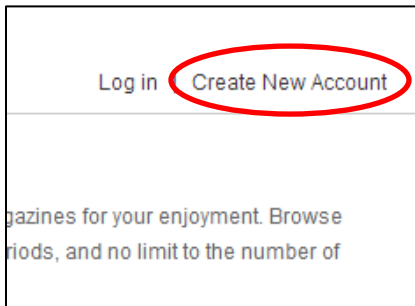 Log in | Create New Account
gazines for your enjoyment. Browse
riods, and no limit to the number of